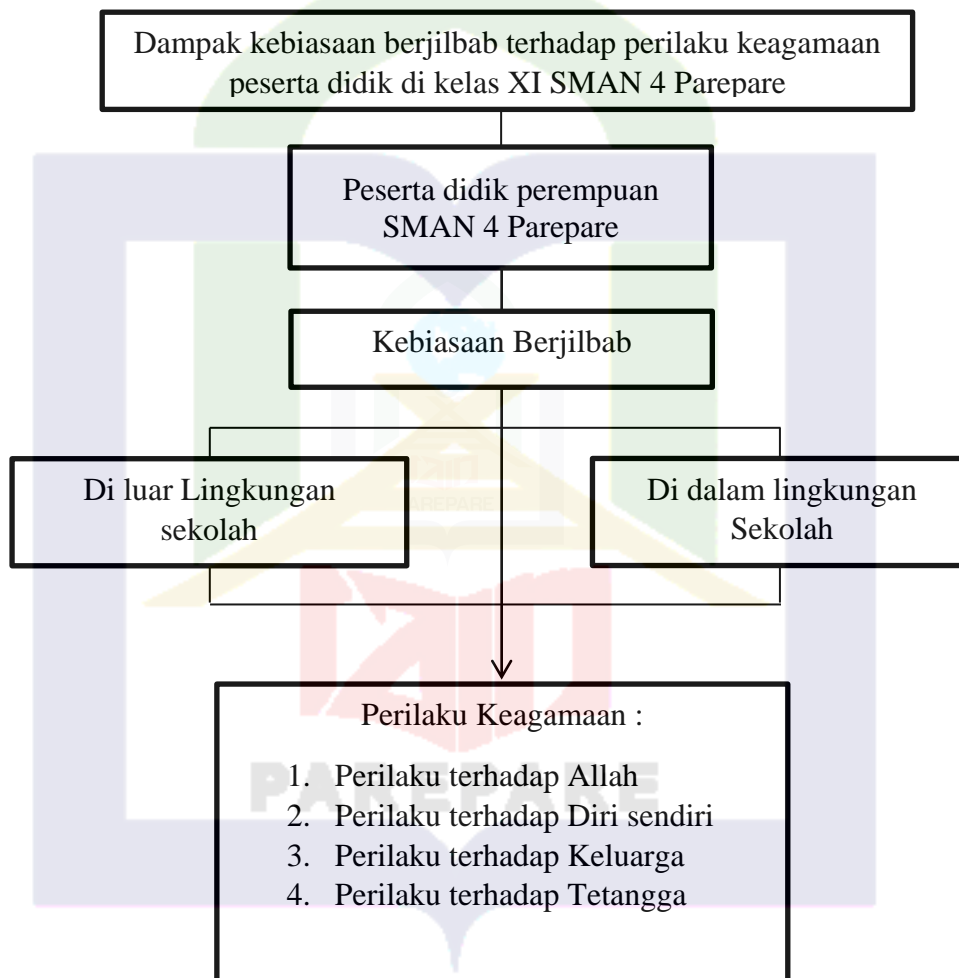 Dampak kebiasaan berjilbab terhadap perilaku keagamaan
peserta didik di kelas XI SMAN 4 Parepare
Peserta didik perempuan
SMAN 4 Parepare
Kebiasaan Berjilbab
Di luar Lingkungan
sekolah
Di dalam lingkungan
Sekolah
PAREPARE
Perilaku Keagamaan :
1. Perilaku terhadap Allah
2. Perilaku terhadap Diri sendiri
3. Perilaku terhadap Keluarga
4. Perilaku terhadap Tetangga
PAREPARE